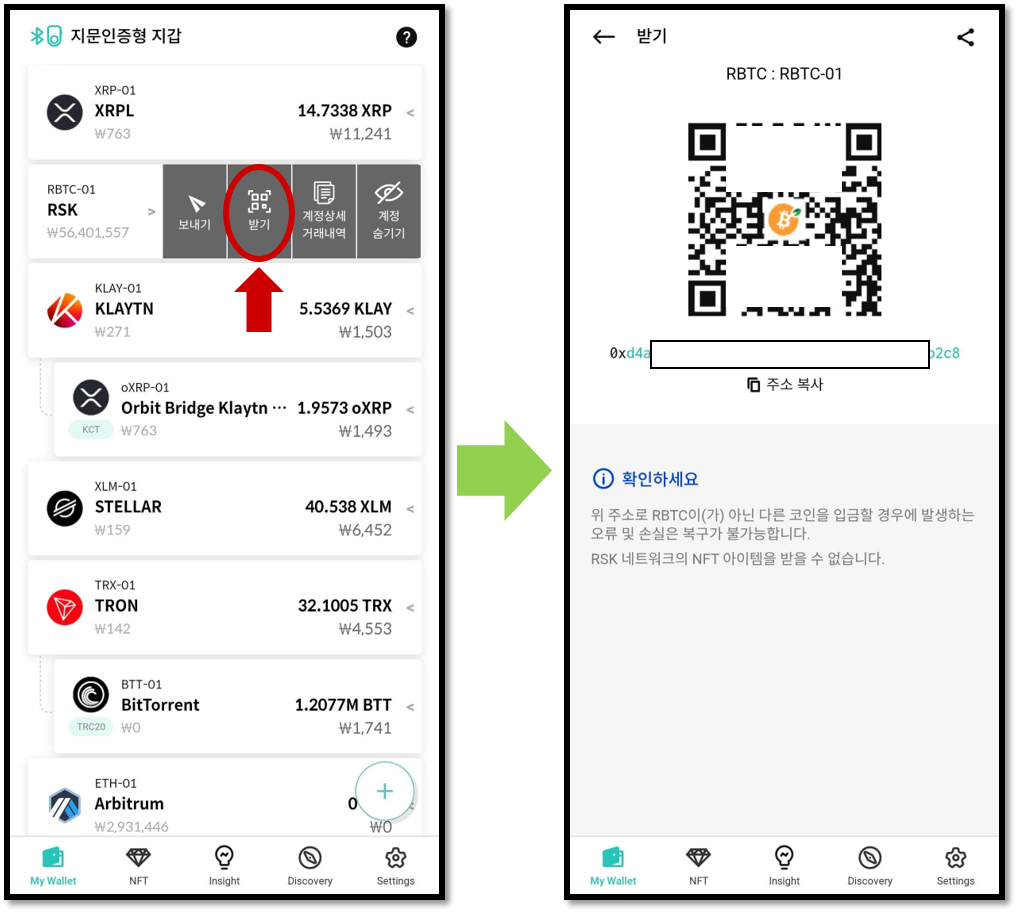 지문인증형 지갑
?
XRP-01
XRPL
14.7338 XRP
<
₩763
₩11,241
RBTC-01
RSK
₩56,401,557
>
보내기
받기
계정상세
거래내역
계정
숨기기
KLAY-01
KLAYTN
5.5369 KLAY
<
₩271
₩1,503
oXRP-01
Orbit Bridge Klaytn ···
1.9573 oXRP
<
KCT
₩763
₩1,493
XLM-01
STELLAR
40.538 XLM
<
₩159
₩6,452
TRX-01
TRON
32.1005 TRX
<
₩142
₩4,553
BTT-01
BitTorrent
1.2077M BTT
<
TRC20
₩0
₩1,741
ETH-01
Arbitrum
0
+
₩2,931,446
₩0
My Wallet
NFT
Insight
Discovery
Settings
← 받기
RBTC : RBTC-01
0xd4a
b2c8
주소 복사
확인하세요
위 주소로 RBTC이(가) 아닌 다른 코인을 입금할 경우에 발생하는
오류 및 손실은 복구가 불가능합니다.
RSK 네트워크의 NFT 아이템을 받을 수 없습니다.
My Wallet
NFT
Insight
Discovery
Settings